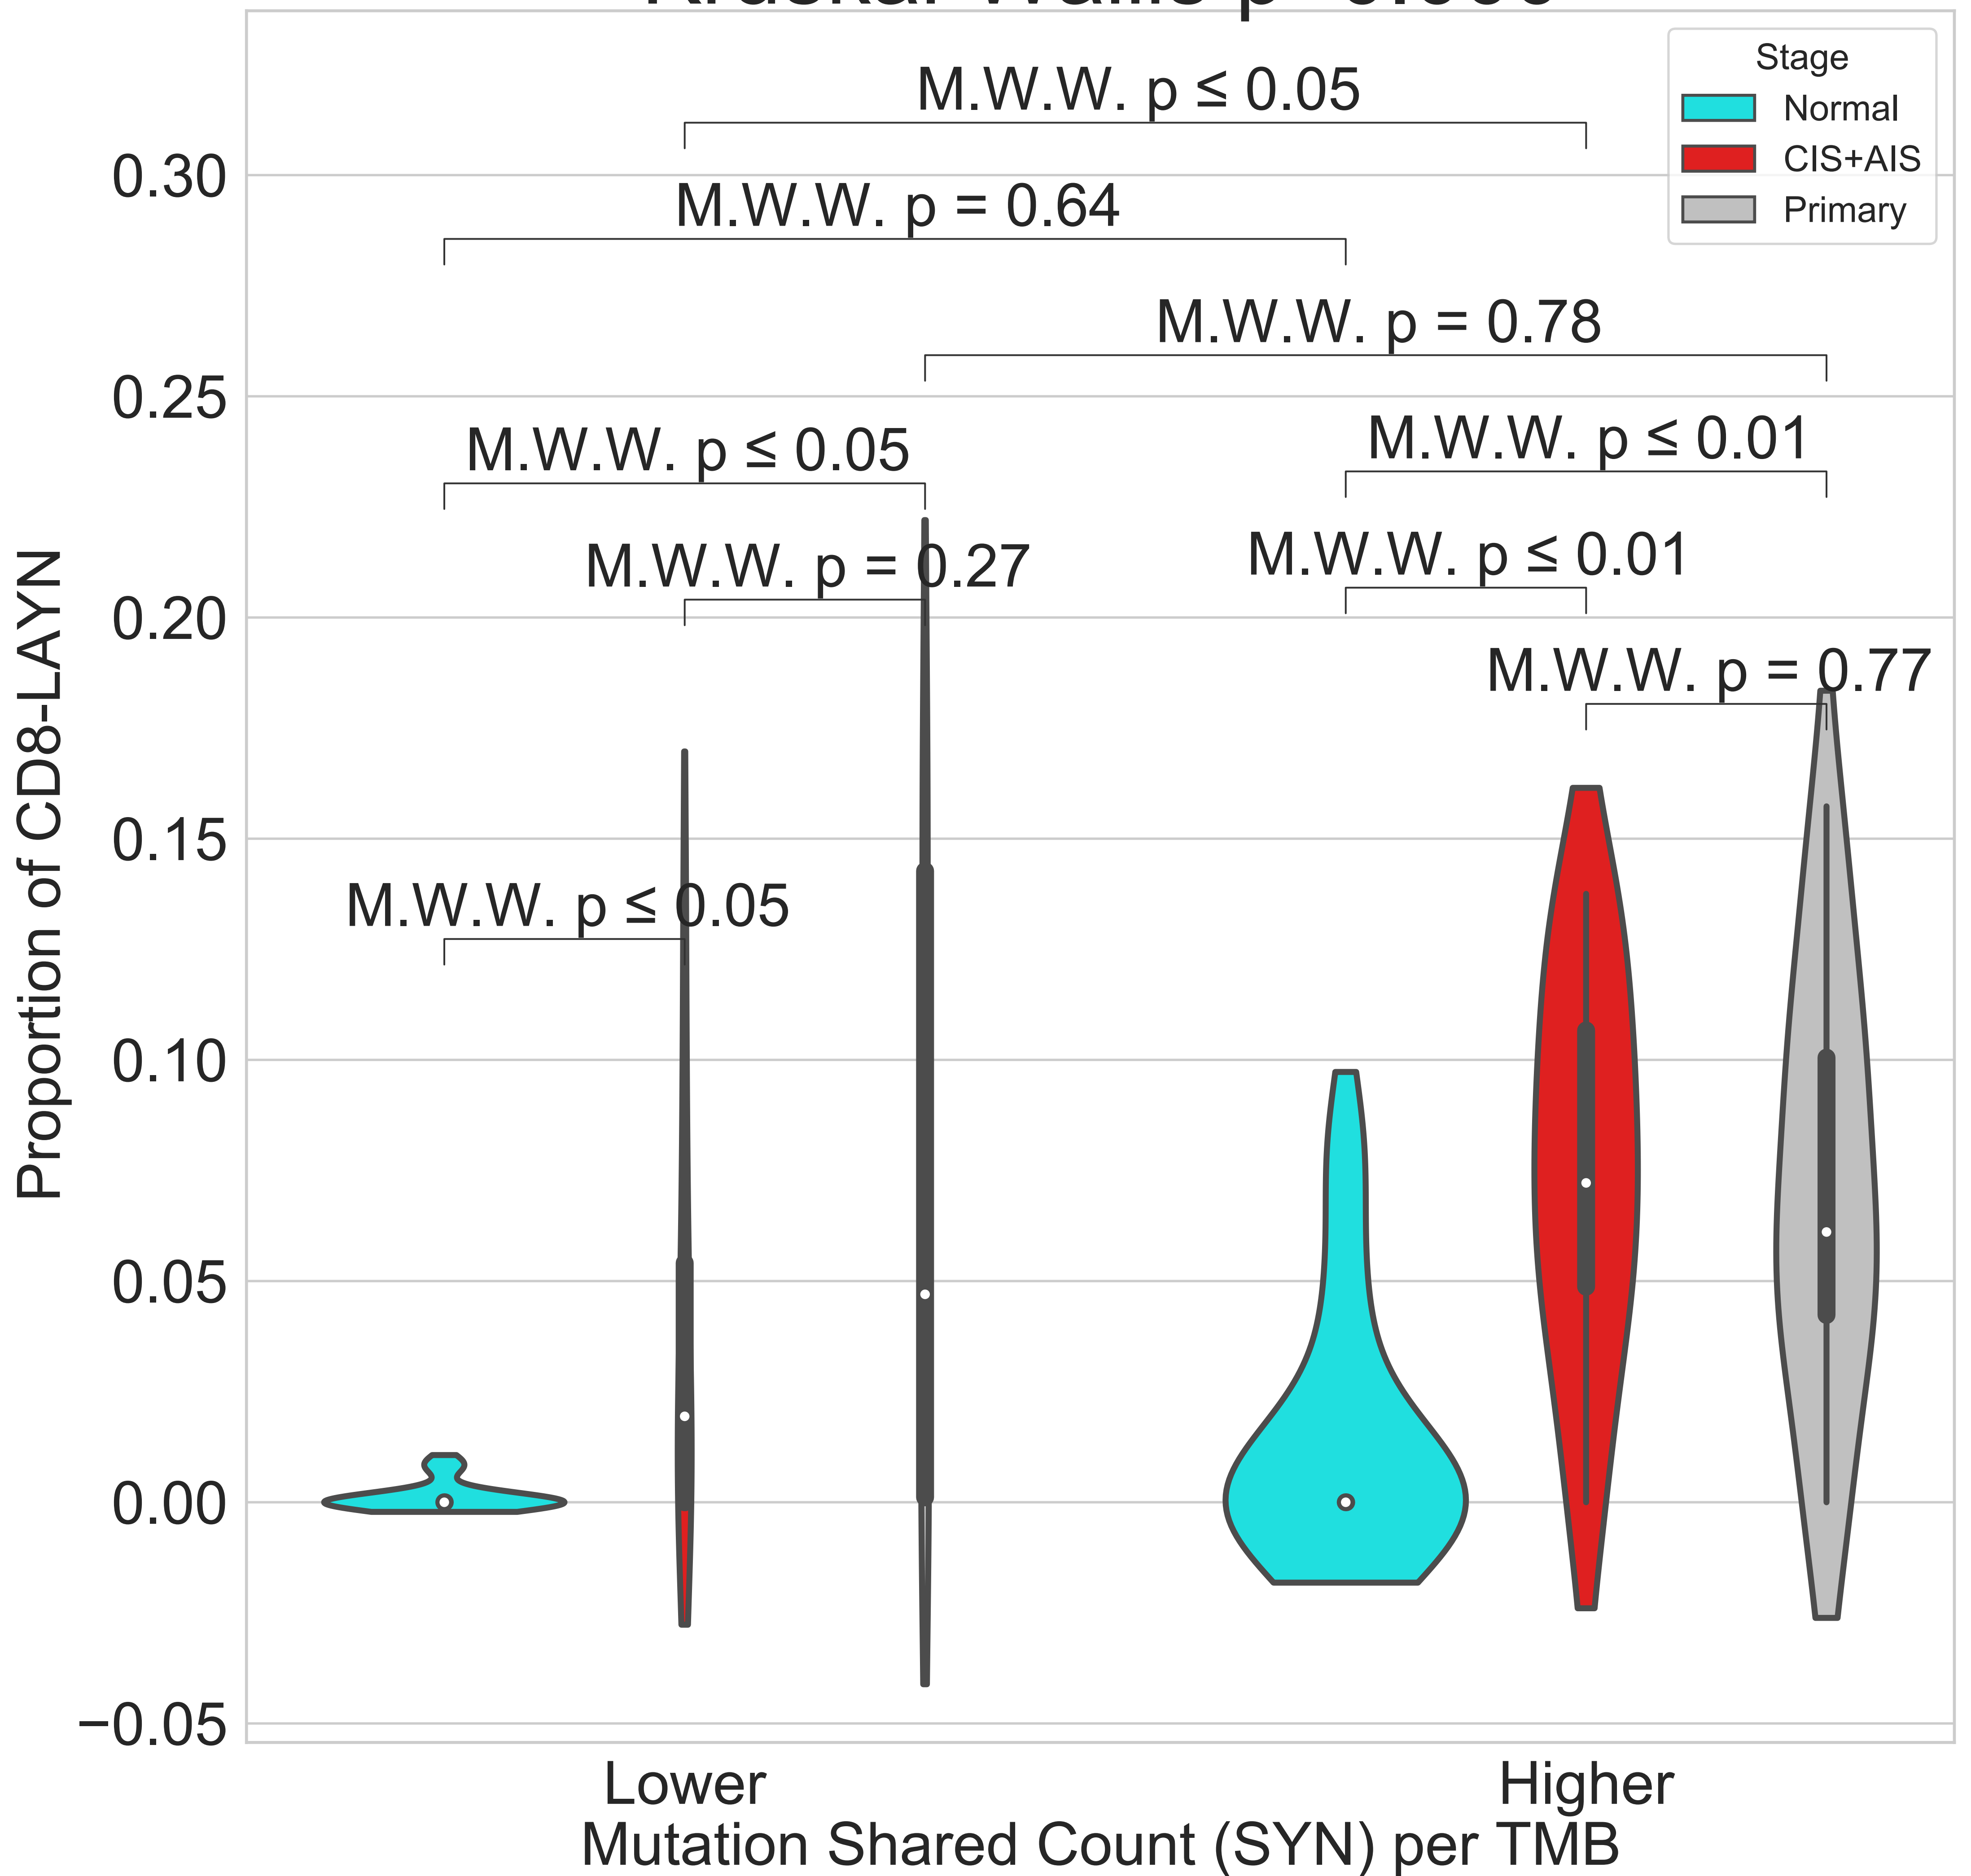 Stage
Normal
CIS+AIS
Primary
M.W.W. p ≤ 0.05
M.W.W. p = 0.64
M.W.W. p = 0.78
M.W.W. p ≤ 0.05
M.W.W. p ≤ 0.01
M.W.W. p = 0.27
M.W.W. p ≤ 0.01
M.W.W. p = 0.77
M.W.W. p ≤ 0.05
Proportion of CD8-LAYN
0.30
0.25
0.20
0.15
0.10
0.05
0.00
−0.05
Lower
Higher
Mutation Shared Count (SYN) per TMB